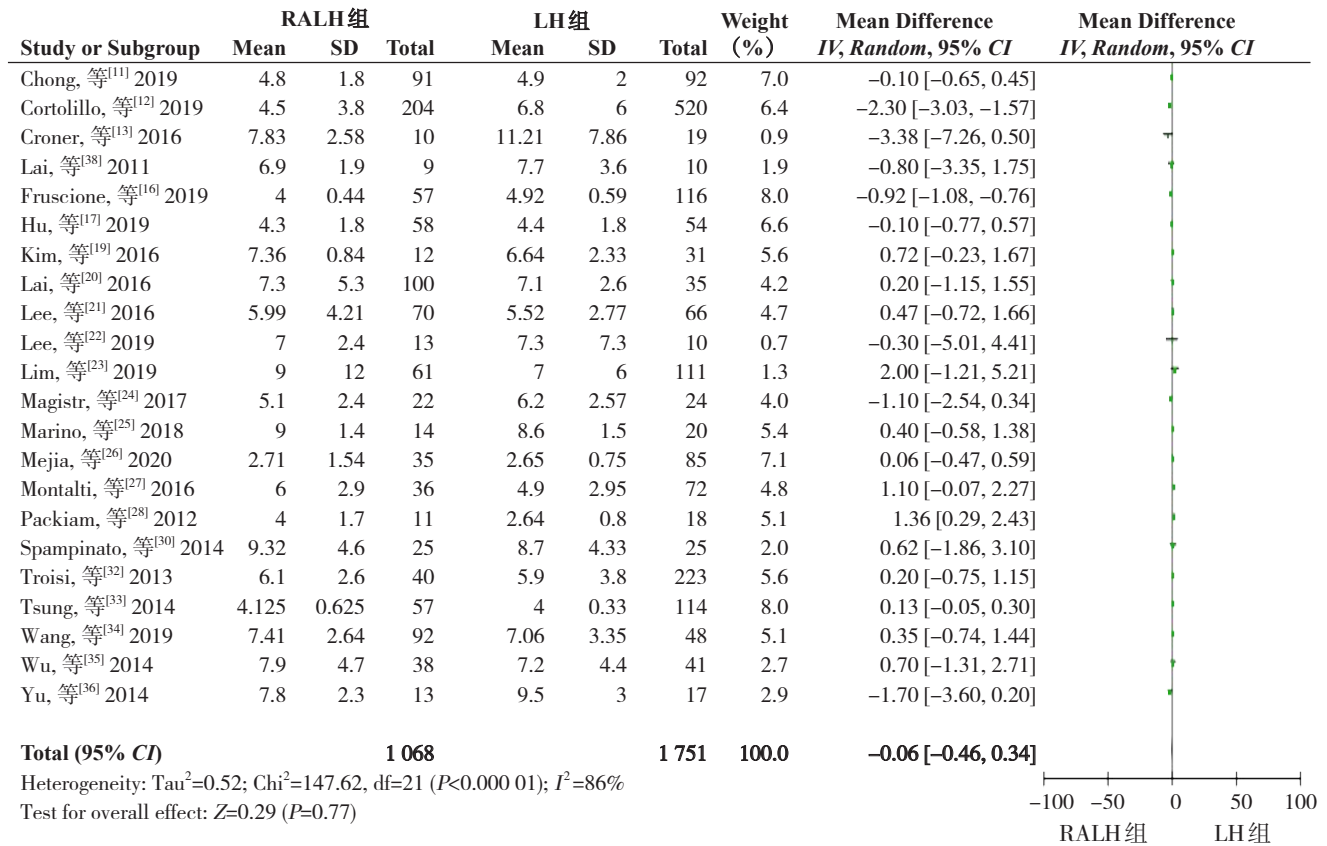 RALH组 LH组 Weight Mean Difference Mean Difference
Study or Subgroup Mean SD Total Mean SD Total （%） IV, Random, 95% CI IV, Random, 95% CI
Chong, 等[11] 2019 4.8 1.8 91 4.9 2 92 7.0 −0.10 [−0.65, 0.45]
Cortolillo, 等[12] 2019 4.5 3.8 204 6.8 6 520 6.4 −2.30 [−3.03, −1.57]
Croner, 等[13] 2016 7.83 2.58 10 11.21 7.86 19 0.9 −3.38 [−7.26, 0.50]
Lai, 等[38] 2011 6.9 1.9 9 7.7 3.6 10 1.9 −0.80 [−3.35, 1.75]
Fruscione, 等[16] 2019 4 0.44 57 4.92 0.59 116 8.0 −0.92 [−1.08, −0.76]
Hu, 等[17] 2019 4.3 1.8 58 4.4 1.8 54 6.6 −0.10 [−0.77, 0.57]
Kim, 等[19] 2016 7.36 0.84 12 6.64 2.33 31 5.6 0.72 [−0.23, 1.67]
Lai, 等[20] 2016 7.3 5.3 100 7.1 2.6 35 4.2 0.20 [−1.15, 1.55]
Lee, 等[21] 2016 5.99 4.21 70 5.52 2.77 66 4.7 0.47 [−0.72, 1.66]
Lee, 等[22] 2019 7 2.4 13 7.3 7.3 10 0.7 −0.30 [−5.01, 4.41]
Lim, 等[23] 2019 9 12 61 7 6 111 1.3 2.00 [−1.21, 5.21]
Magistr, 等[24] 2017 5.1 2.4 22 6.2 2.57 24 4.0 −1.10 [−2.54, 0.34]
Marino, 等[25] 2018 9 1.4 14 8.6 1.5 20 5.4 0.40 [−0.58, 1.38]
Mejia, 等[26] 2020 2.71 1.54 35 2.65 0.75 85 7.1 0.06 [−0.47, 0.59]
Montalti, 等[27] 2016 6 2.9 36 4.9 2.95 72 4.8 1.10 [−0.07, 2.27]
Packiam, 等[28] 2012 4 1.7 11 2.64 0.8 18 5.1 1.36 [0.29, 2.43]
Spampinato, 等[30] 2014 9.32 4.6 25 8.7 4.33 25 2.0 0.62 [−1.86, 3.10]
Troisi, 等[32] 2013 6.1 2.6 40 5.9 3.8 223 5.6 0.20 [−0.75, 1.15]
Tsung, 等[33] 2014 4.125 0.625 57 4 0.33 114 8.0 0.13 [−0.05, 0.30]
Wang, 等[34] 2019 7.41 2.64 92 7.06 3.35 48 5.1 0.35 [−0.74, 1.44]
Wu, 等[35] 2014 7.9 4.7 38 7.2 4.4 41 2.7 0.70 [−1.31, 2.71]
Yu, 等[36] 2014 7.8 2.3 13 9.5 3 17 2.9 −1.70 [−3.60, 0.20]
Total (95% CI) 1 068 1 751 100.0 −0.06 [−0.46, 0.34]
Heterogeneity: Tau²=0.52; Chi²=147.62, df=21 (P<0.000 01); I²=86%
Test for overall effect: Z=0.29 (P=0.77)
−100 −50 0 50 100
RALH组 LH组